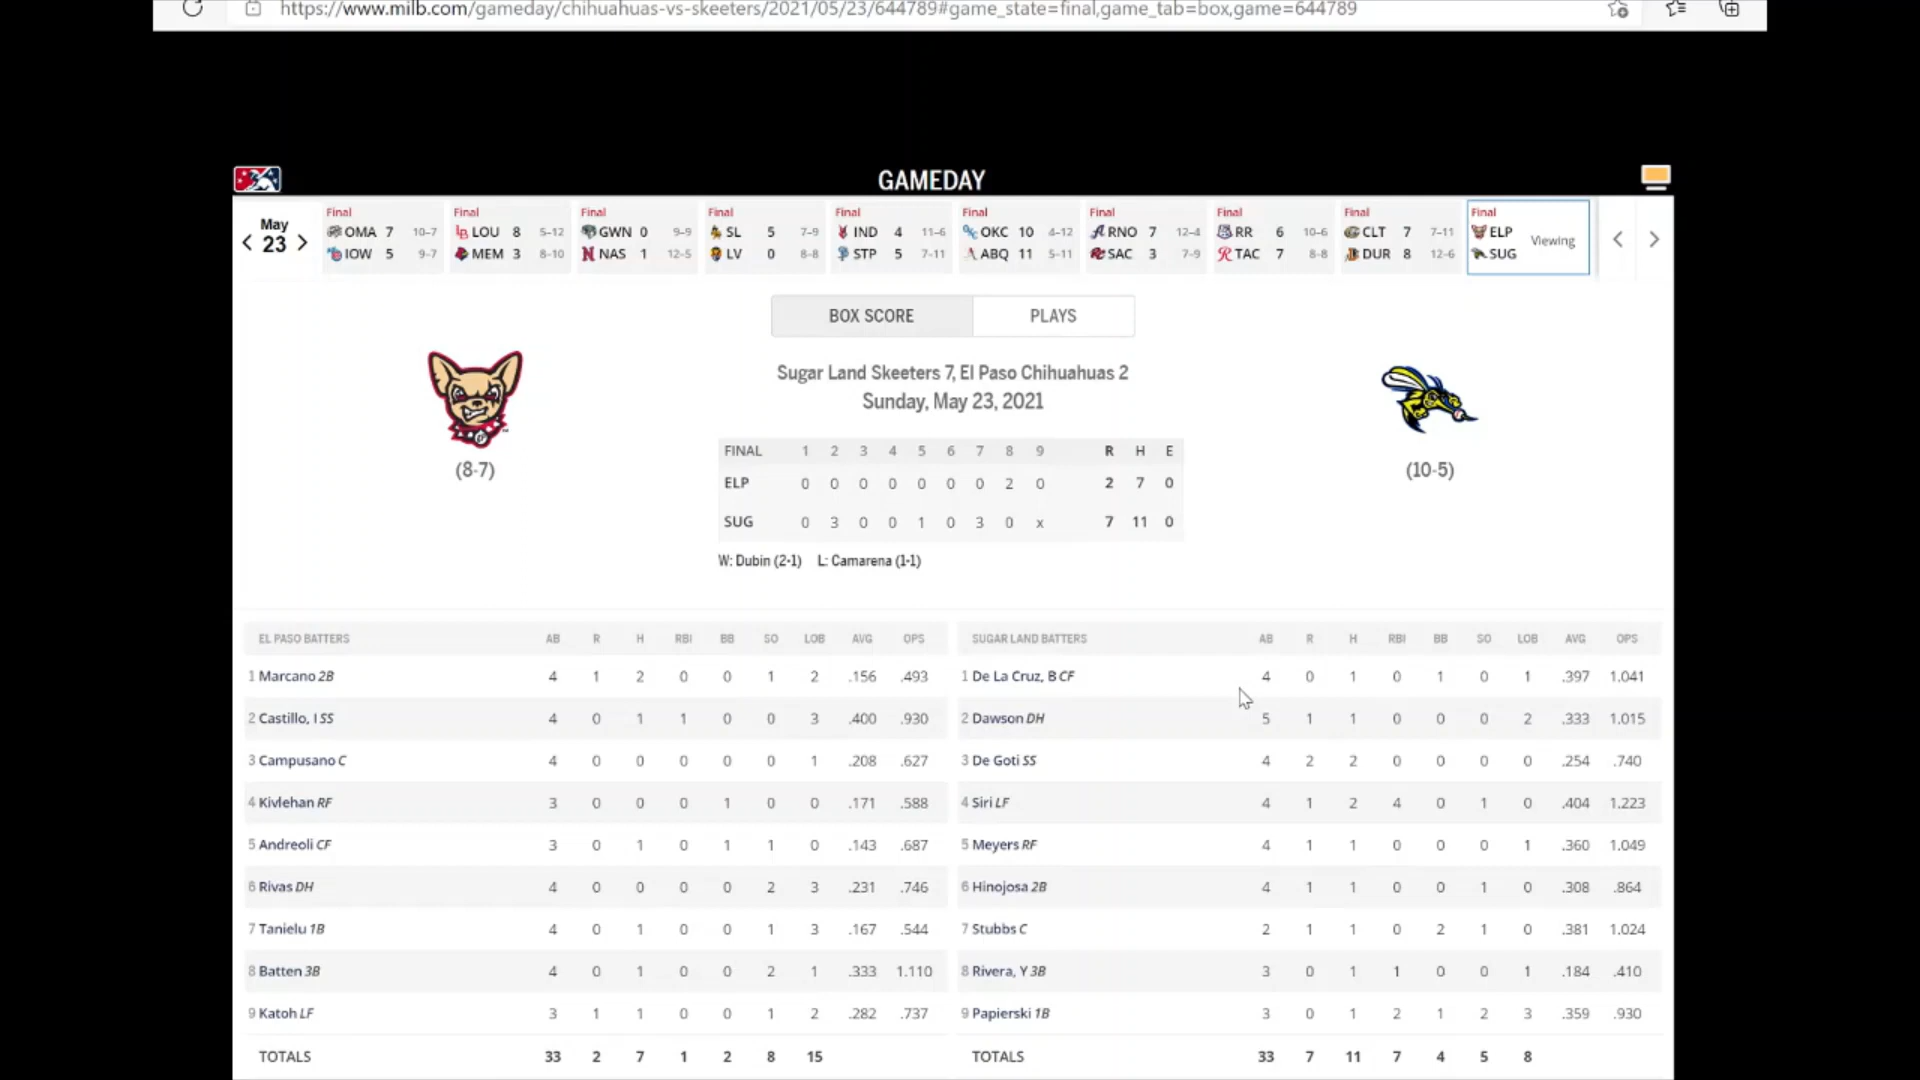 https://www.milb.com/gameday/chihuahuas-vs-skeeters/2021/05/23/644789#game_state=final,game_tab=box,game=644789
GAMEDAY
May 23
Final OMA 7 10-7 IOW 5 9-7
Final LOU 8 5-12 MEM 3 8-10
Final GWN 0 9-9 NAS 1 12-5
Final SL 5 7-9 LV 0 8-8
Final IND 4 11-6 STP 5 7-11
Final OKC 10 4-12 ABQ 11 5-11
Final RNO 7 12-4 SAC 3 7-9
Final RR 6 10-6 TAC 7 8-8
Final CLT 7 7-11 DUR 8 12-6
Final ELP SUG Viewing
BOX SCORE PLAYS
Sugar Land Skeeters 7, El Paso Chihuahuas 2
Sunday, May 23, 2021
(8-7)
(10-5)
FINAL 1 2 3 4 5 6 7 8 9 R H E
ELP 0 0 0 0 0 0 0 2 0 2 7 0
SUG 0 3 0 0 1 0 3 0 x 7 11 0
W: Dubin (2-1) L: Camarena (1-1)
EL PASO BATTERS AB R H RBI BB SO LOB AVG OPS
1 Marcano 2B 4 1 2 0 0 1 2 .156 .493
2 Castillo, I SS 4 0 1 1 0 0 3 .400 .930
3 Campusano C 4 0 0 0 0 0 1 .208 .627
4 Kivlehan RF 3 0 0 0 1 0 0 .171 .588
5 Andreoli CF 3 0 1 0 1 1 0 .143 .687
6 Rivas DH 4 0 0 0 0 2 3 .231 .746
7 Tanielu 1B 4 0 1 0 0 1 3 .167 .544
8 Batten 3B 4 0 1 0 0 2 1 .333 1.110
9 Katoh LF 3 1 1 0 0 1 2 .282 .737
TOTALS 33 2 7 1 2 8 15
SUGAR LAND BATTERS AB R H RBI BB SO LOB AVG OPS
1 De La Cruz, B CF 4 0 1 0 1 0 1 .397 1.041
2 Dawson DH 5 1 1 0 0 0 2 .333 1.015
3 De Goti SS 4 2 2 0 0 0 0 .254 .740
4 Siri LF 4 1 2 4 0 1 0 .404 1.223
5 Meyers RF 4 1 1 0 0 0 1 .360 1.049
6 Hinojosa 2B 4 1 1 0 0 1 0 .308 .864
7 Stubbs C 2 1 1 0 2 1 0 .381 1.024
8 Rivera, Y 3B 3 0 1 1 0 0 1 .184 .410
9 Papierski 1B 3 0 1 2 1 2 3 .359 .930
TOTALS 33 7 11 7 4 5 8